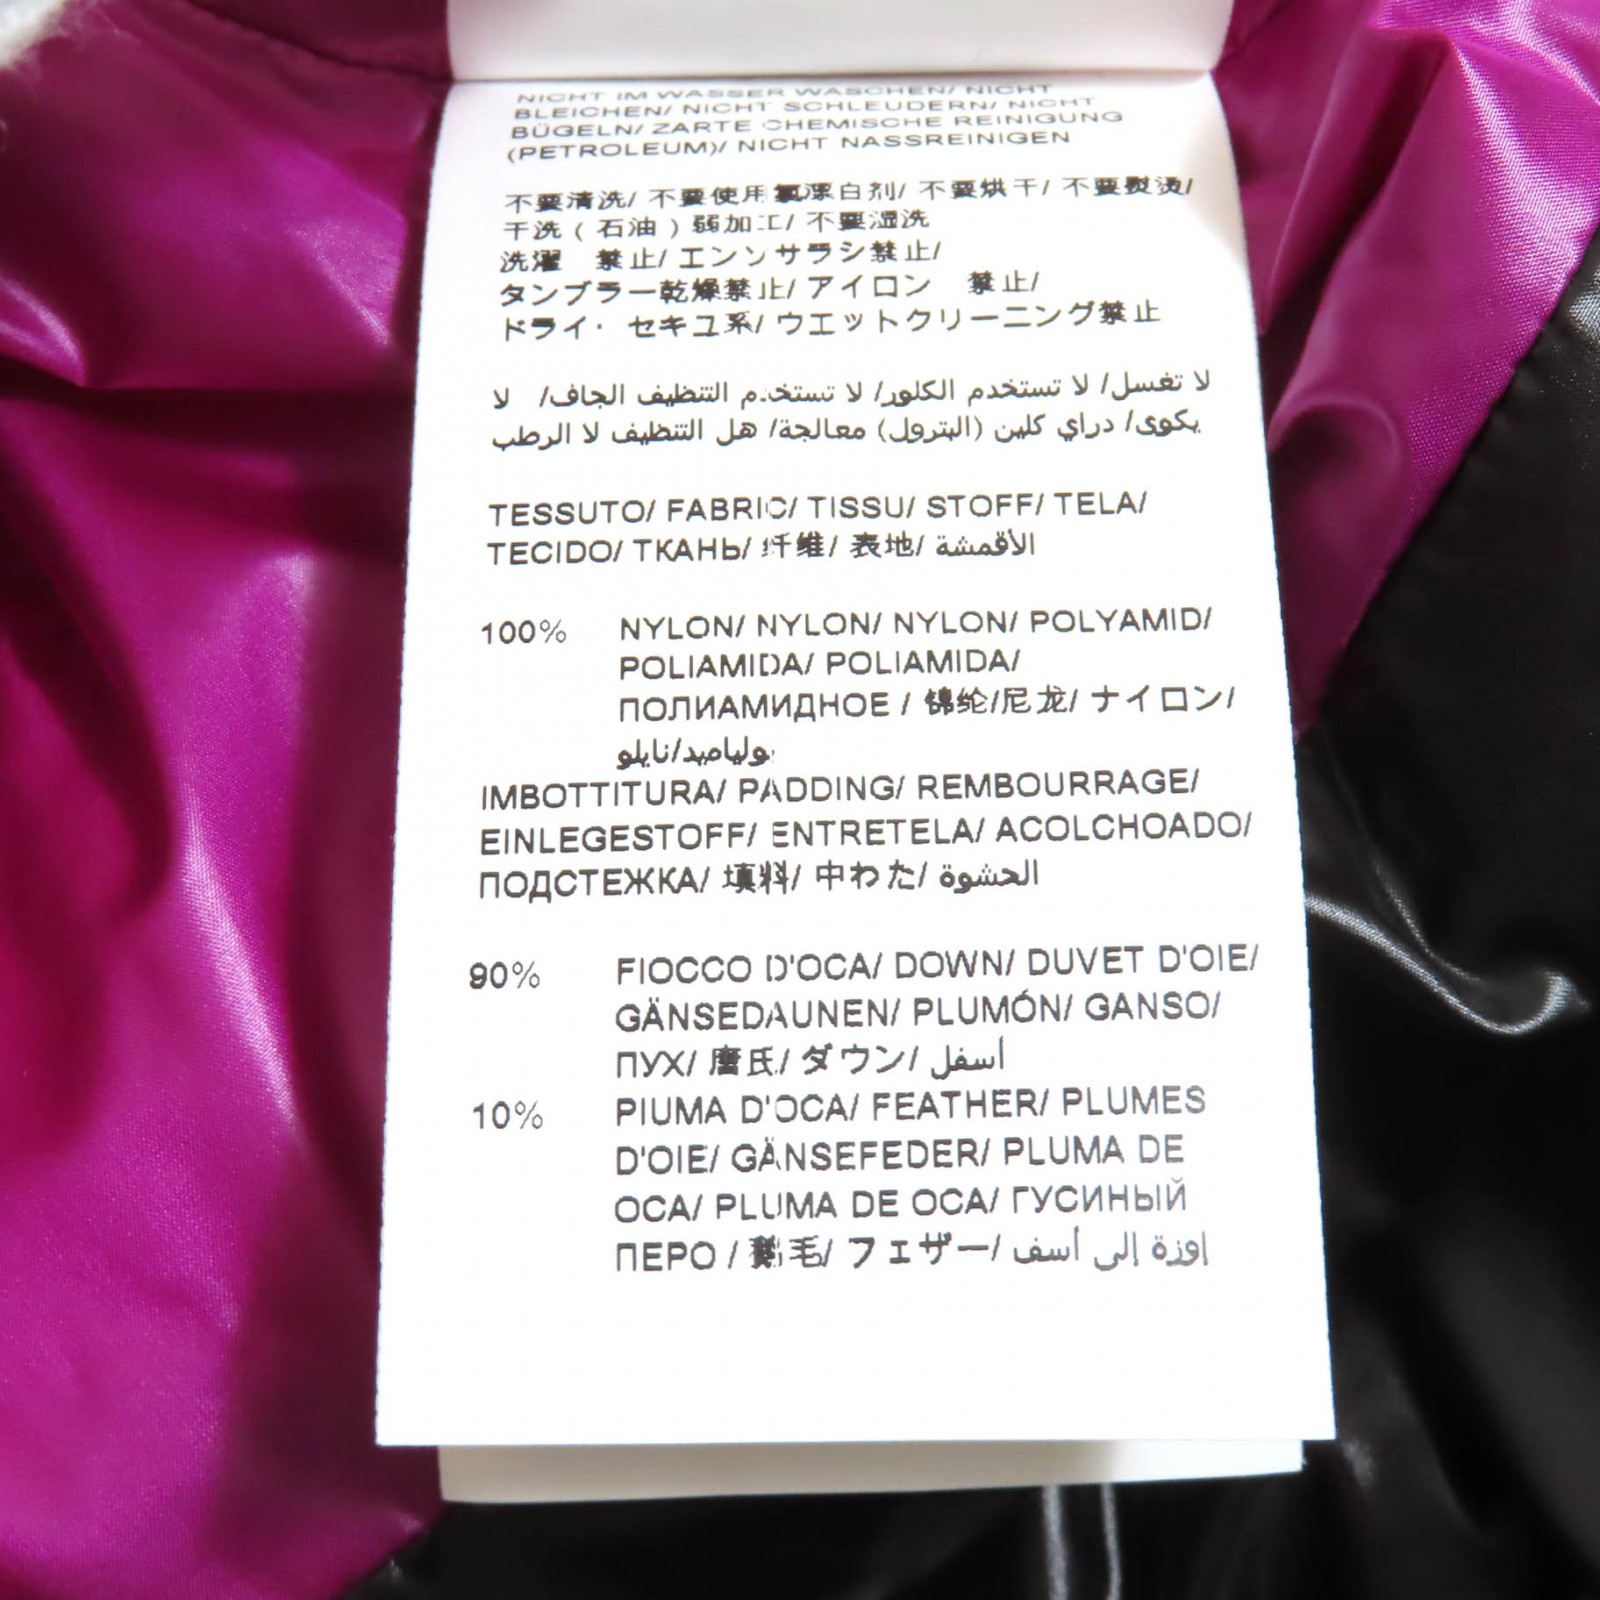 NICHT IM WASSER WASCHEN/ NICHT
BLEICHEN/ NICHT SCHLEUDERN/ NICHT
BÜGELN/ ZARTE CHEMISCHE REINIGUNG
(PETROLEUM)/ NICHT NASSREINIGEN
不要清洗/ 不要使用氯漂白剂/ 不要烘干/ 不要熨烫/
干洗（石油）弱加工/ 不要湿洗
洗濯　禁止/ エンソサラシ禁止/
タンブラー乾燥禁止/ アイロン　禁止/
ドライ・ セキユ系/ ウエットクリーニング禁止
لا تغسل/ لا تستخدم الكلور/ لا تستخدم التنظيف الجاف/ لا
يكوى/ دراي كلين (البترول) معالجة/ هل التنظيف لا الرطب
TESSUTO/ FABRIC/ TISSU/ STOFF/ TELA/
TECIDO/ ТКАНЬ/ 纤维/ 表地/ الأقمشة
100% NYLON/ NYLON/ NYLON/ POLYAMID/
POLIAMIDA/ POLIAMIDA/
ПОЛИАМИДНОЕ / 锦纶/尼龙/ ナイロン/
بولياميد/نايلو
IMBOTTITURA/ PADDING/ REMBOURRAGE/
EINLEGESTOFF/ ENTRETELA/ ACOLCHOADO/
ПОДСТЕЖКА/ 填料/ 中わた/ الحشوة
90% FIOCCO D'OCA/ DOWN/ DUVET D'OIE/
GÄNSEDAUNEN/ PLUMÓN/ GANSO/
ПУХ/ 唐氏/ ダウン/ أسفل
10% PIUMA D'OCA/ FEATHER/ PLUMES
D'OIE/ GÄNSEFEDER/ PLUMA DE
OCA/ PLUMA DE OCA/ ГУСИНЫЙ
ПЕРО / 鹅毛/ フェザー/ إوزة إلى أسف